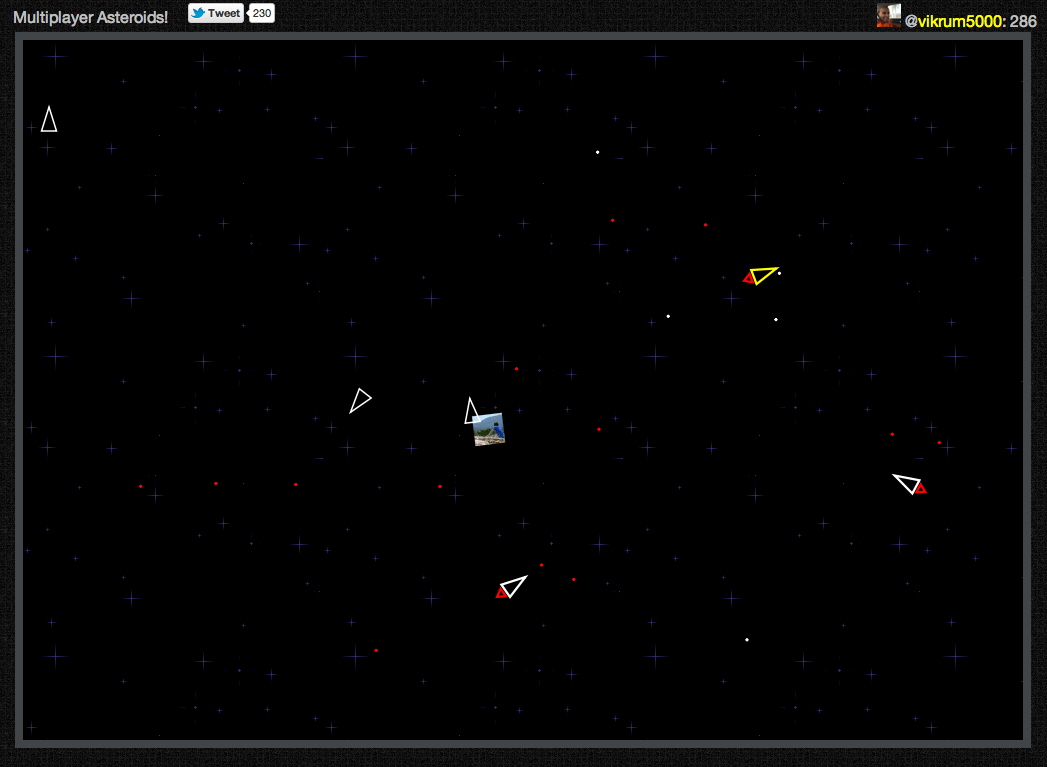 Multiplayer Asteroids!
Tweet
230
@vikrum5000: 286